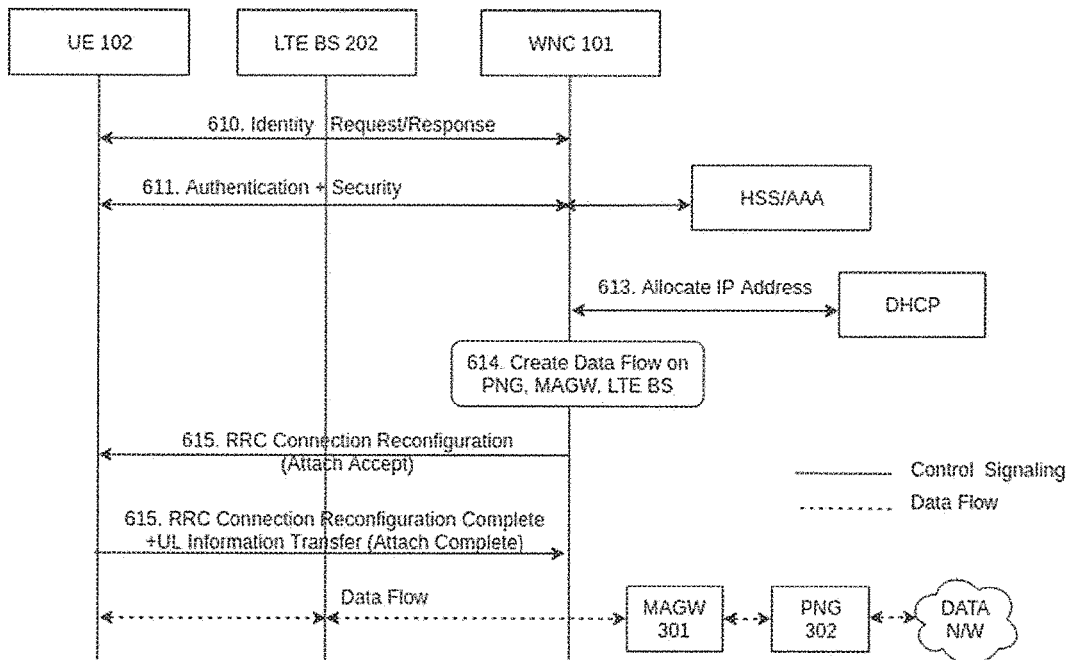 UE 102
LTE BS 202
WNC 101
610. Identity Request/Response
611. Authentication + Security
HSS/AAA
613. Allocate IP Address
DHCP
614. Create Data Flow on
PNG, MAGW, LTE BS
615. RRC Connection Reconfiguration
(Attach Accept)
Control Signaling
Data Flow
615. RRC Connection Reconfiguration Complete
+UL Information Transfer (Attach Complete)
Data Flow
MAGW
301
PNG
302
DATA
N/W